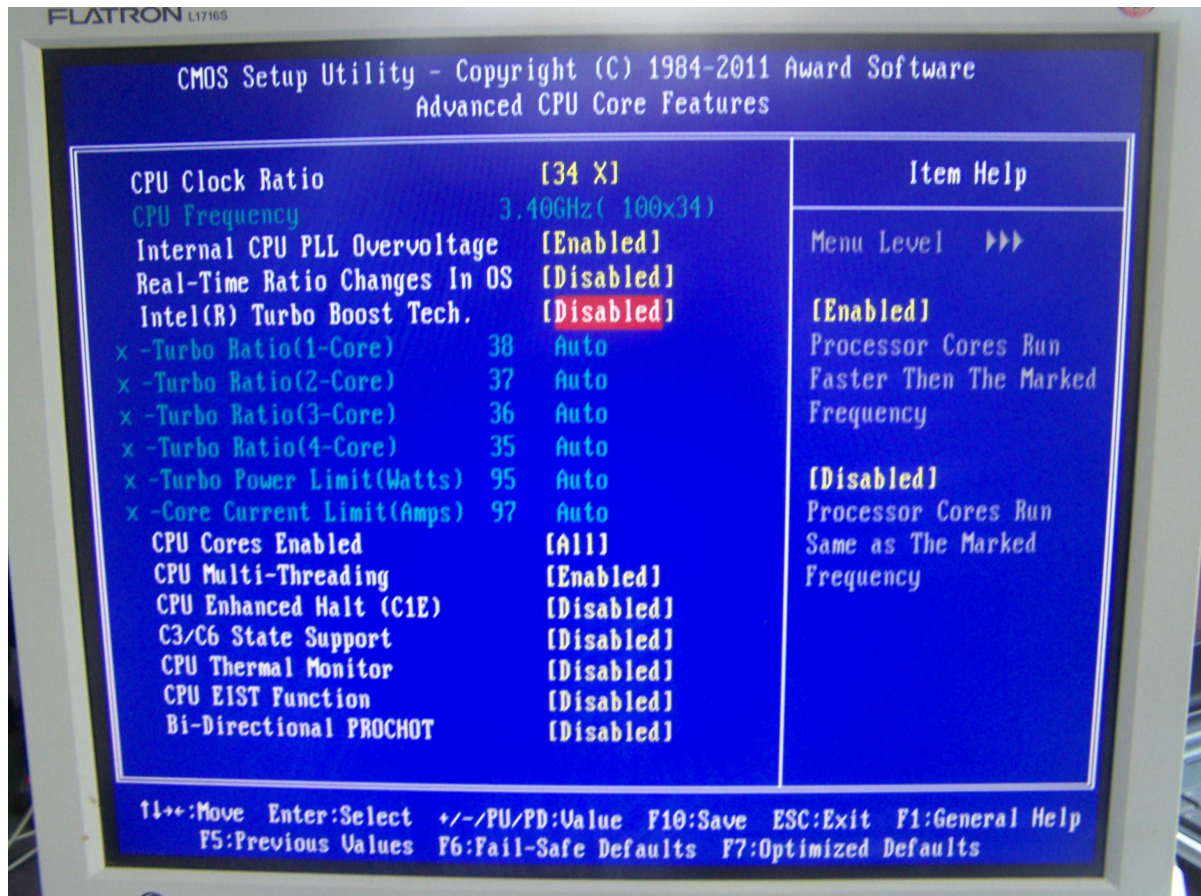 FLATRON L1716S
CMOS Setup Utility - Copyright (C) 1984-2011 Award Software
Advanced CPU Core Features
CPU Clock Ratio [34 X]
CPU Frequency 3.40GHz( 100x34)
Internal CPU PLL Overvoltage [Enabled]
Real-Time Ratio Changes In OS [Disabled]
Intel(R) Turbo Boost Tech. [Disabled]
x -Turbo Ratio(1-Core) 38 Auto
x -Turbo Ratio(2-Core) 37 Auto
x -Turbo Ratio(3-Core) 36 Auto
x -Turbo Ratio(4-Core) 35 Auto
x -Turbo Power Limit(Watts) 95 Auto
x -Core Current Limit(Amps) 97 Auto
CPU Cores Enabled [All]
CPU Multi-Threading [Enabled]
CPU Enhanced Halt (C1E) [Disabled]
C3/C6 State Support [Disabled]
CPU Thermal Monitor [Disabled]
CPU EIST Function [Disabled]
Bi-Directional PROCHOT [Disabled]
Item Help
Menu Level ►►►
[Enabled]
Processor Cores Run
Faster Then The Marked
Frequency
[Disabled]
Processor Cores Run
Same as The Marked
Frequency
↑↓→←:Move Enter:Select +/-/PU/PD:Value F10:Save ESC:Exit F1:General Help
F5:Previous Values F6:Fail-Safe Defaults F7:Optimized Defaults